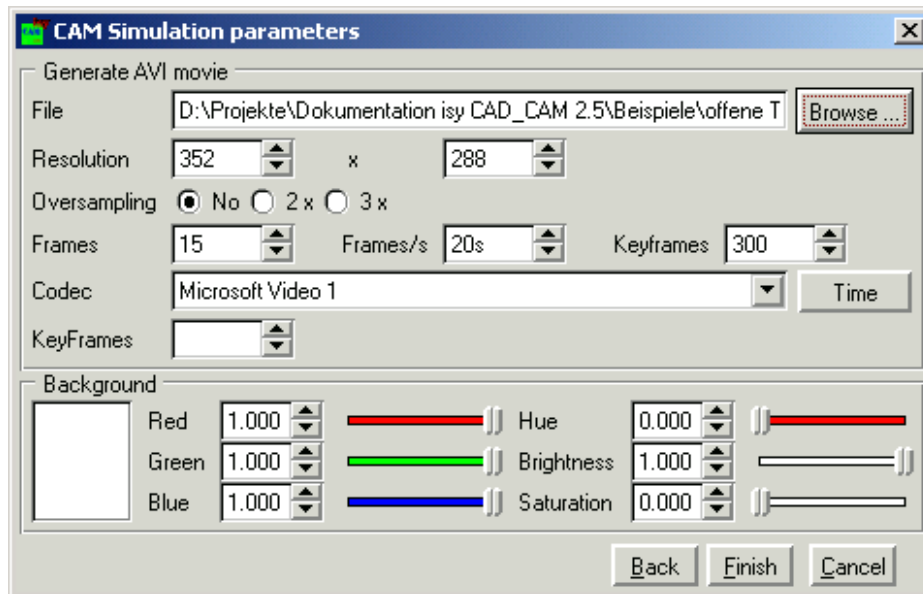 CAM Simulation parameters
Generate AVI movie
File D:\Projekte\Dokumentation isy CAD_CAM 2.5\Beispiele\offene T Browse ...
Resolution 352 x 288
Oversampling No 2 x 3 x
Frames 15 Frames/s 20s Keyframes 300
Codec Microsoft Video 1 Time
KeyFrames
Background
Red 1.000 Hue 0.000
Green 1.000 Brightness 1.000
Blue 1.000 Saturation 0.000
Back Finish Cancel